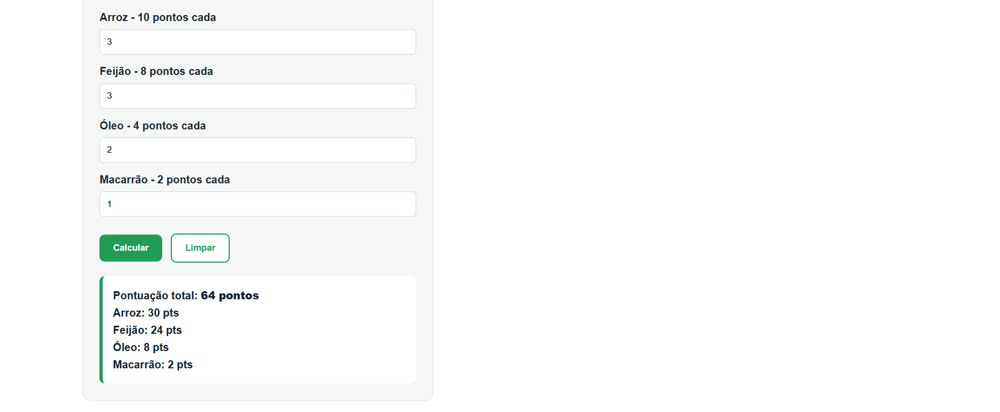 Arroz - 10 pontos cada
3
Feijão - 8 pontos cada
3
Óleo - 4 pontos cada
2
Macarrão - 2 pontos cada
1
Calcular Limpar
Pontuação total: 64 pontos
Arroz: 30 pts
Feijão: 24 pts
Óleo: 8 pts
Macarrão: 2 pts